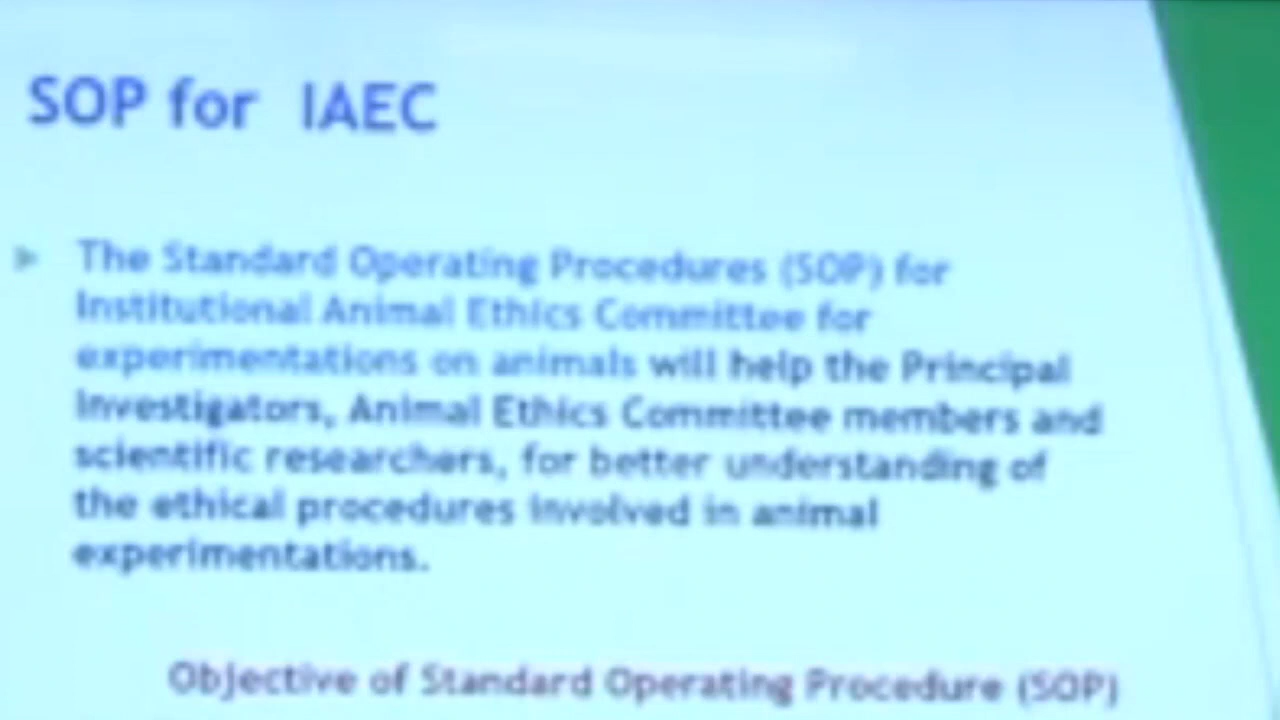 SOP for IAEC
The Standard Operating Procedures (SOP) for
Institutional Animal Ethics Committee for
experimentations on animals will help the Principal
Investigators, Animal Ethics Committee members and
scientific researchers, for better understanding of
the ethical procedures involved in animal
experimentations.
Objective of Standard Operating Procedure (SOP)